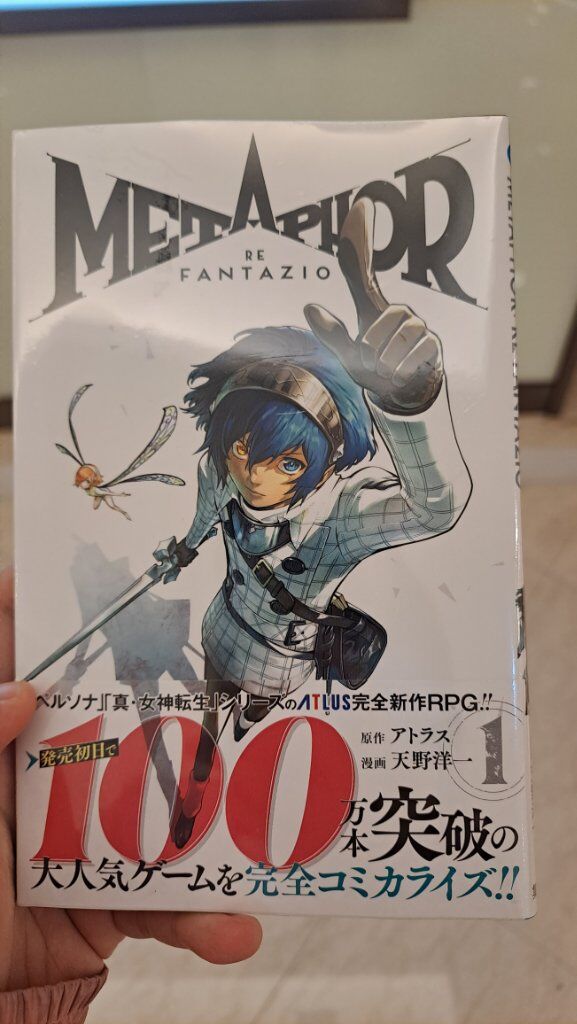 METAPHOR
RE
FANTAZIO
METAPHOR RE FANTAZIO
ペルソナ」「真・女神転生」シリーズのATLUS完全新作RPG!!
発売初日で
100
万本
突破の
原作 アトラス
漫画 天野洋一
1
大人気ゲームを完全コミカライズ!!